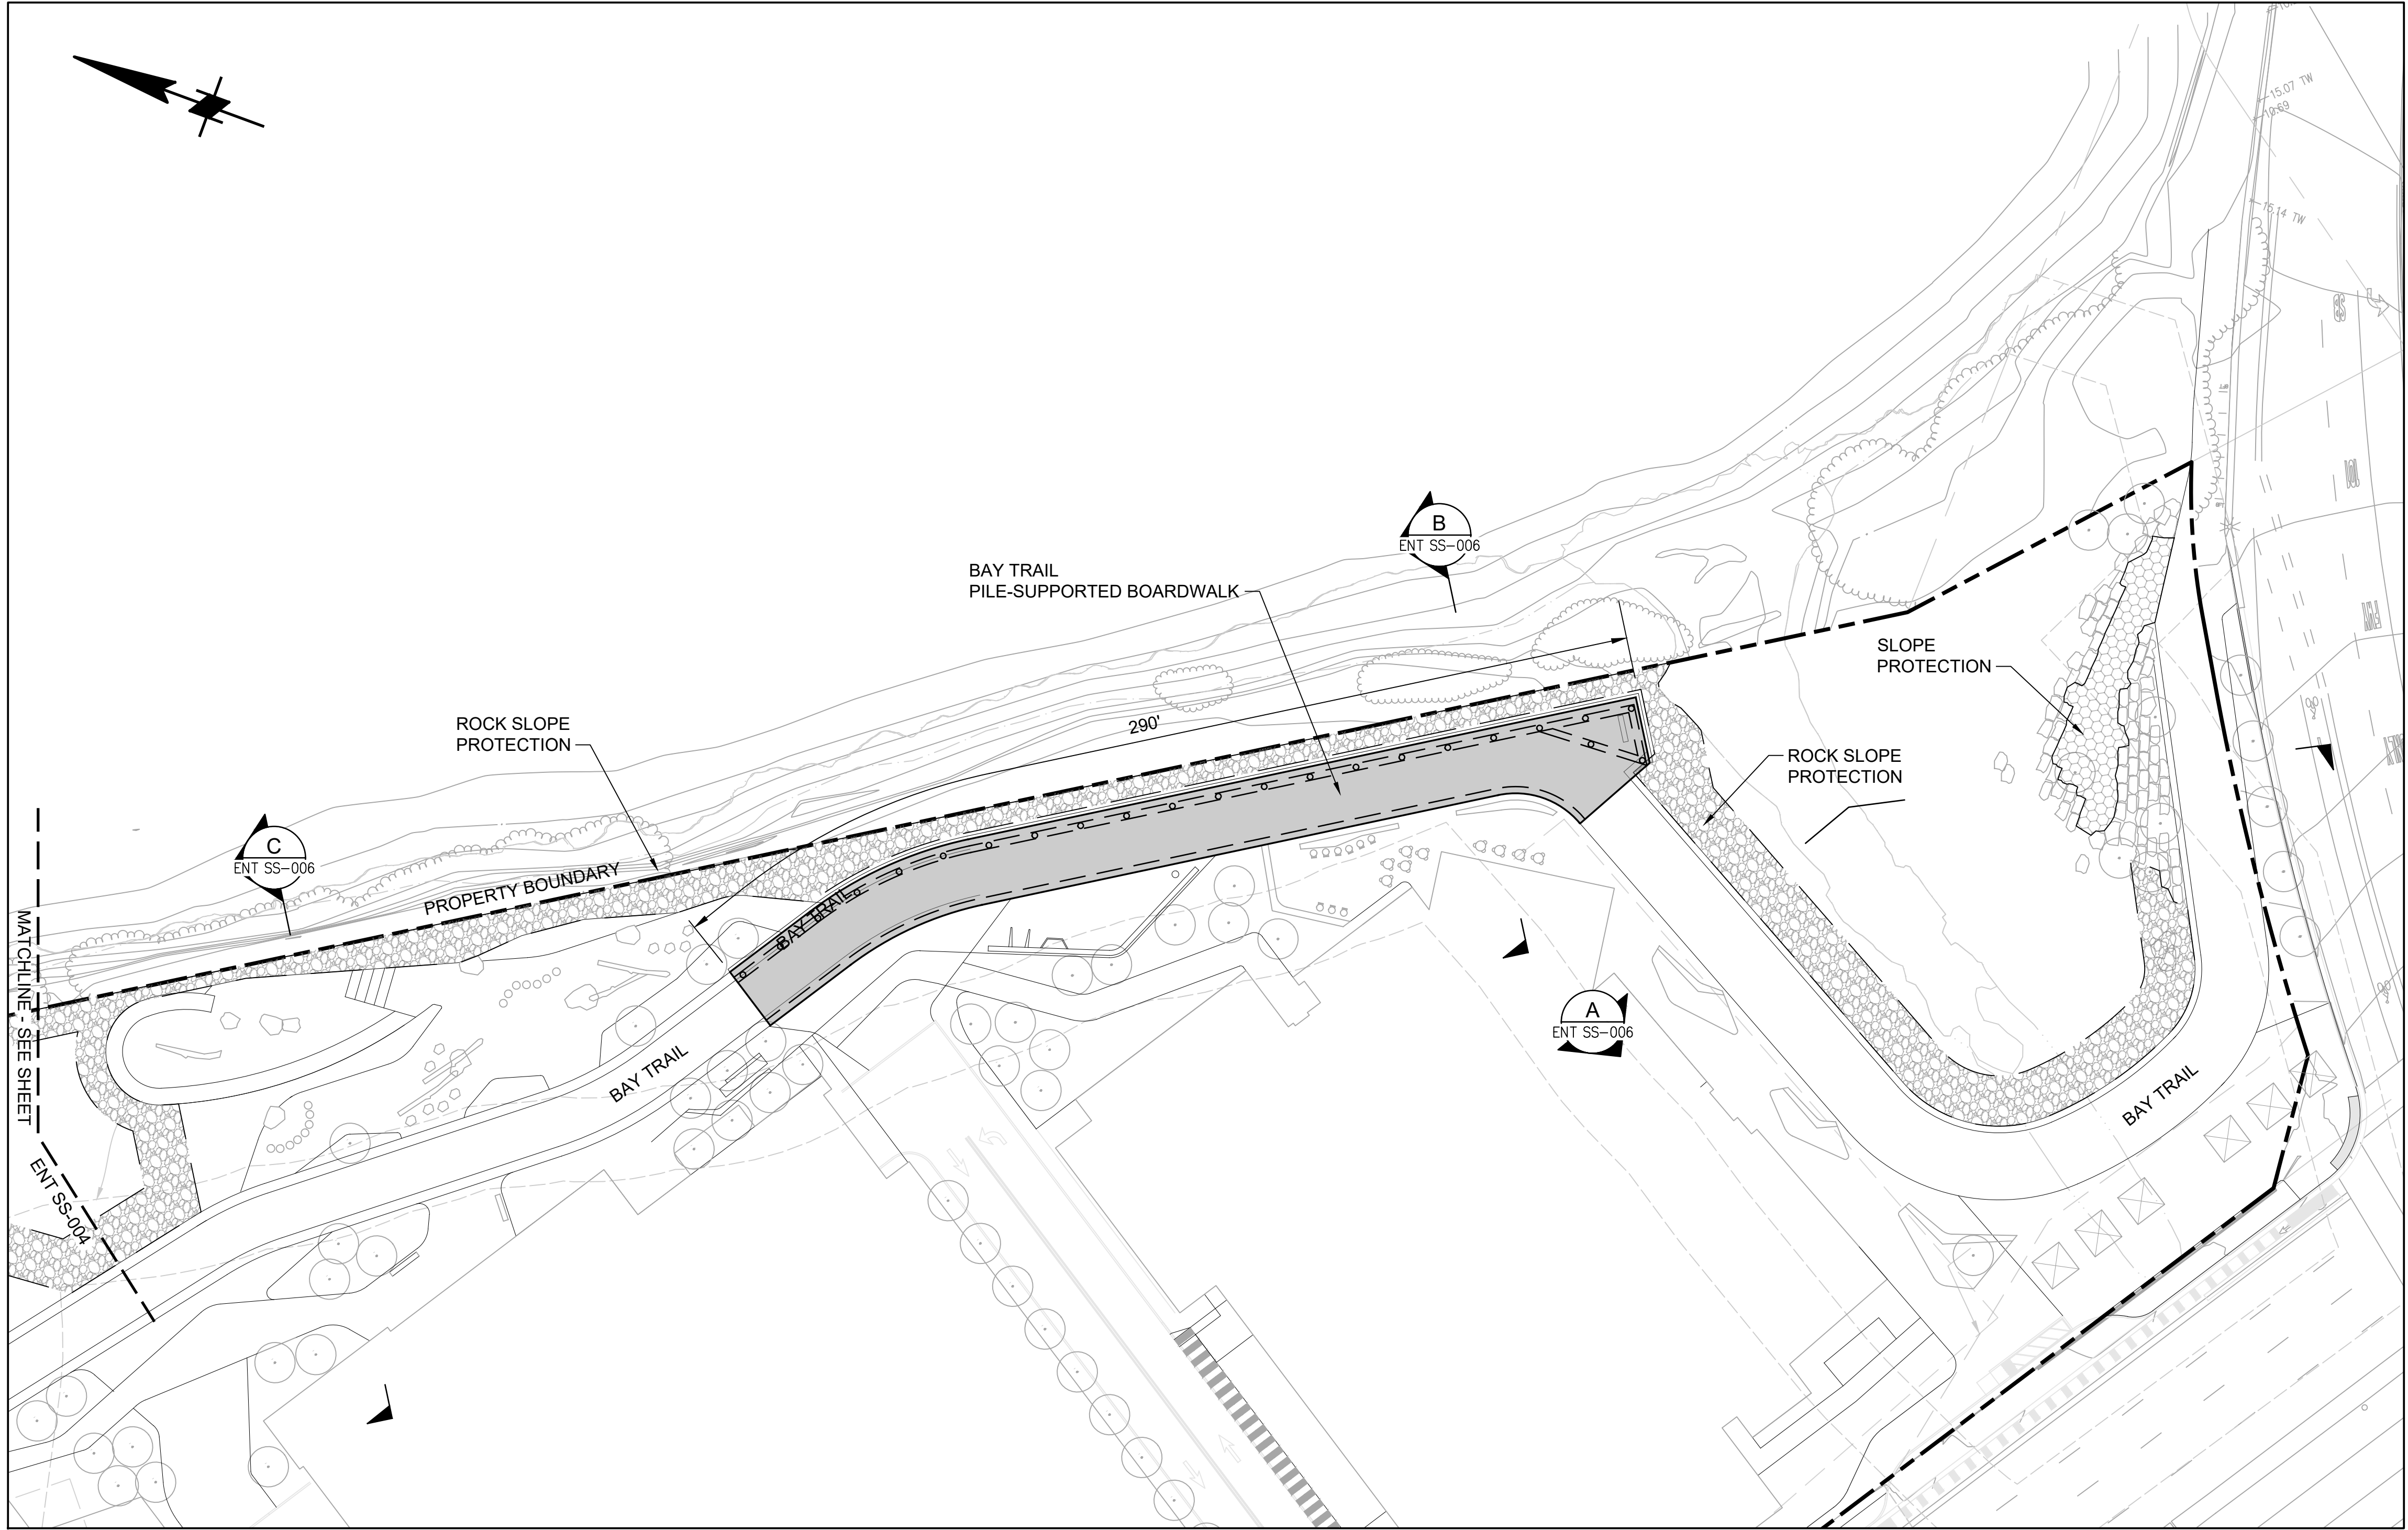 15.07 TW
10.69
15.14 TW
B
ENT SS-006
BAY TRAIL
PILE-SUPPORTED BOARDWALK
SLOPE
PROTECTION
ROCK SLOPE
PROTECTION
290'
ROCK SLOPE
PROTECTION
C
ENT SS-006
PROPERTY BOUNDARY
BAY TRAIL
MATCHLINE - SEE SHEET
ENT SS-004
BAY TRAIL
A
ENT SS-006
BAY TRAIL